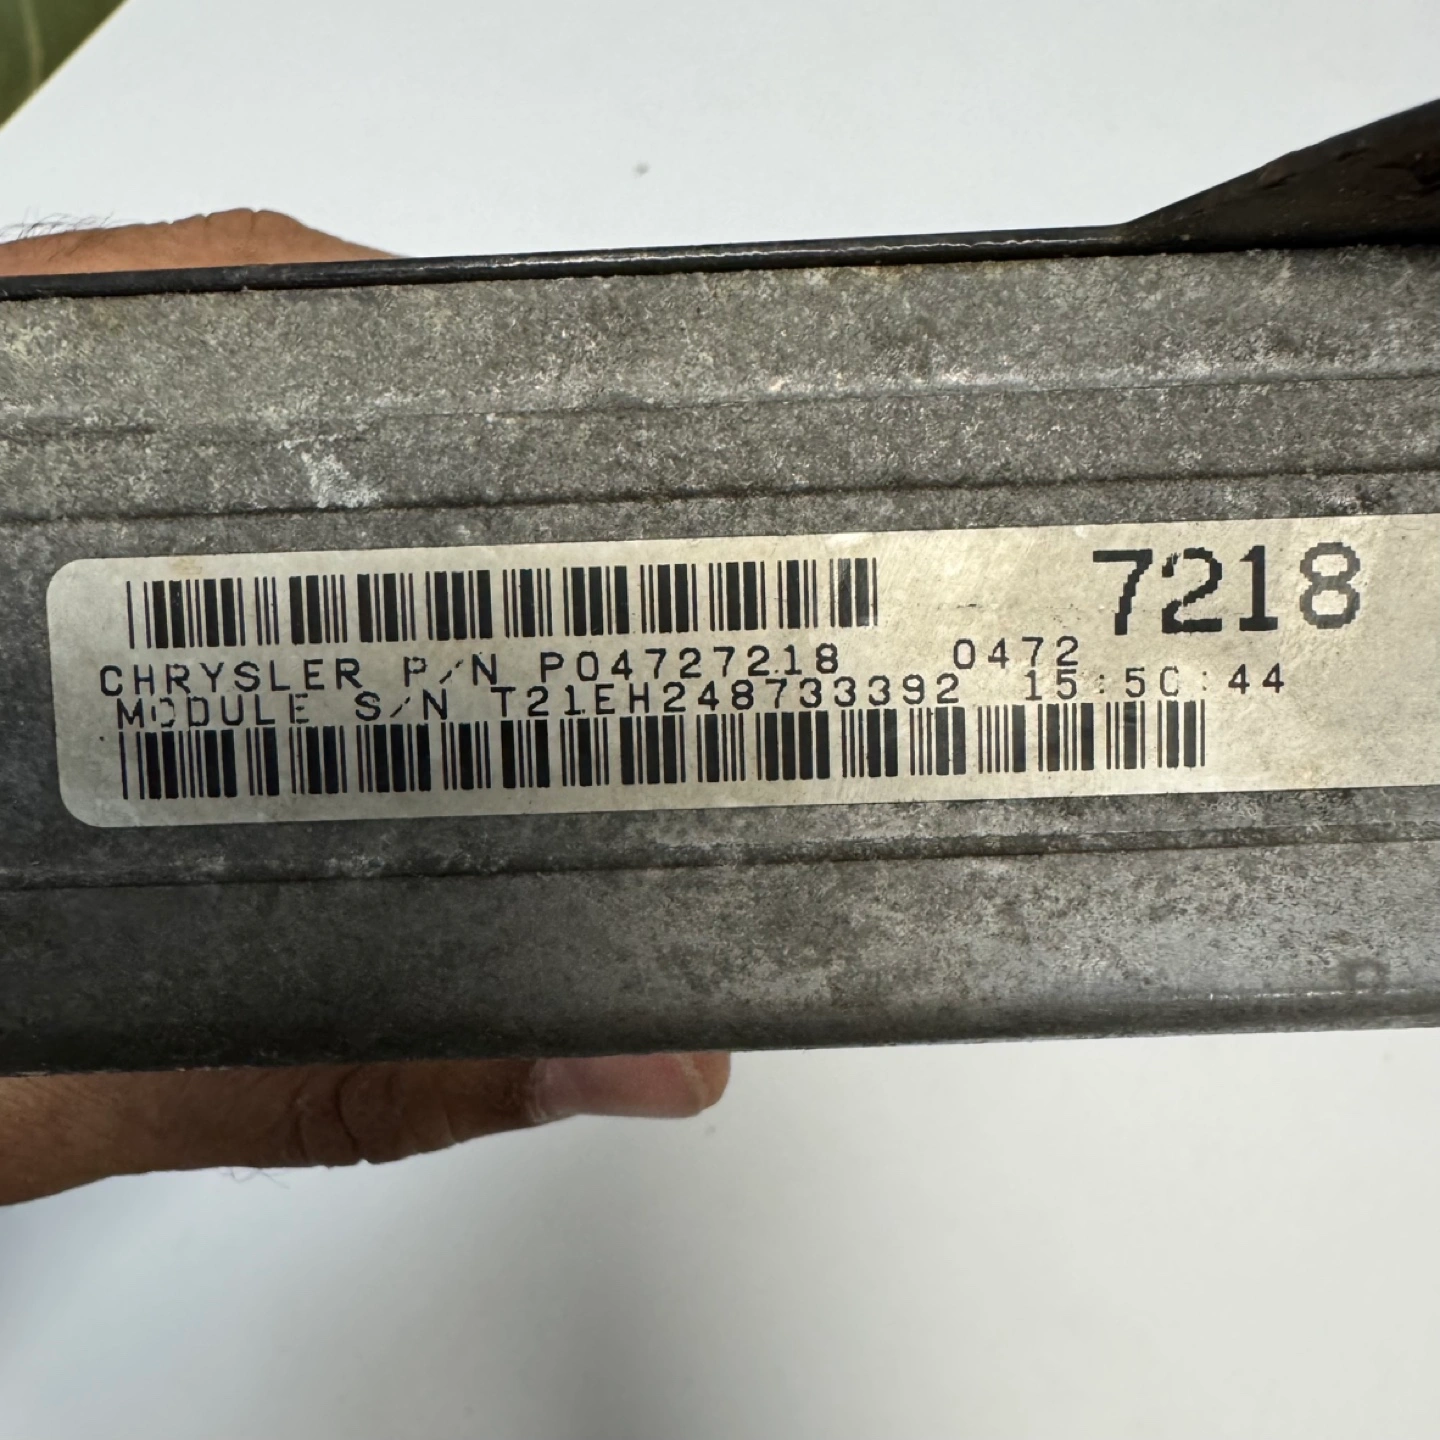 7218
CHRYSLER P/N P04727218 0472
MODULE S/N T21EH248733392 15:50:44